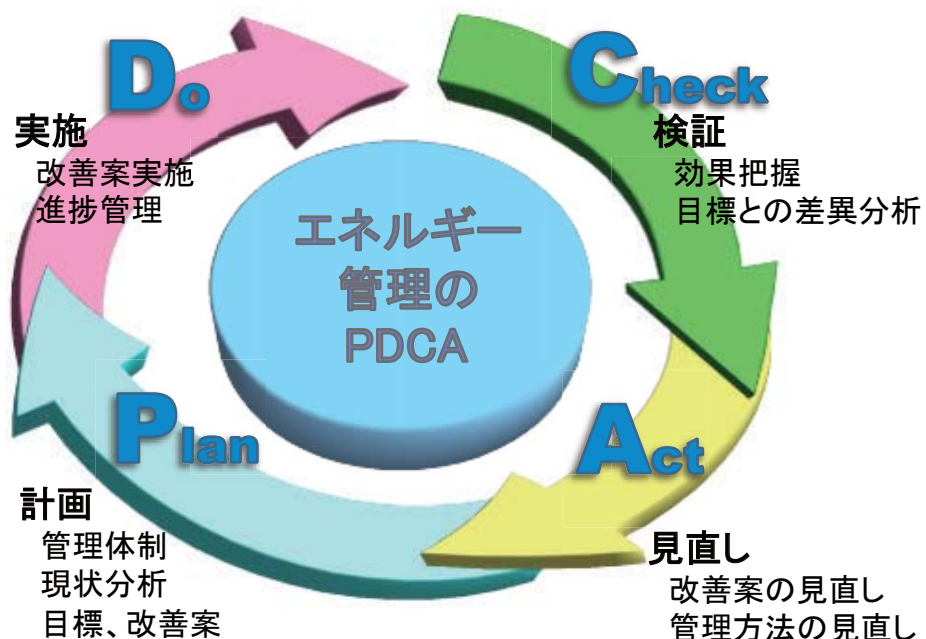 Do
実施
改善案実施
進捗管理
Check
検証
効果把握
目標との差異分析
エネルギー
管理の
PDCA
Plan
計画
管理体制
現状分析
目標、改善案
Act
見直し
改善案の見直し
管理方法の見直し